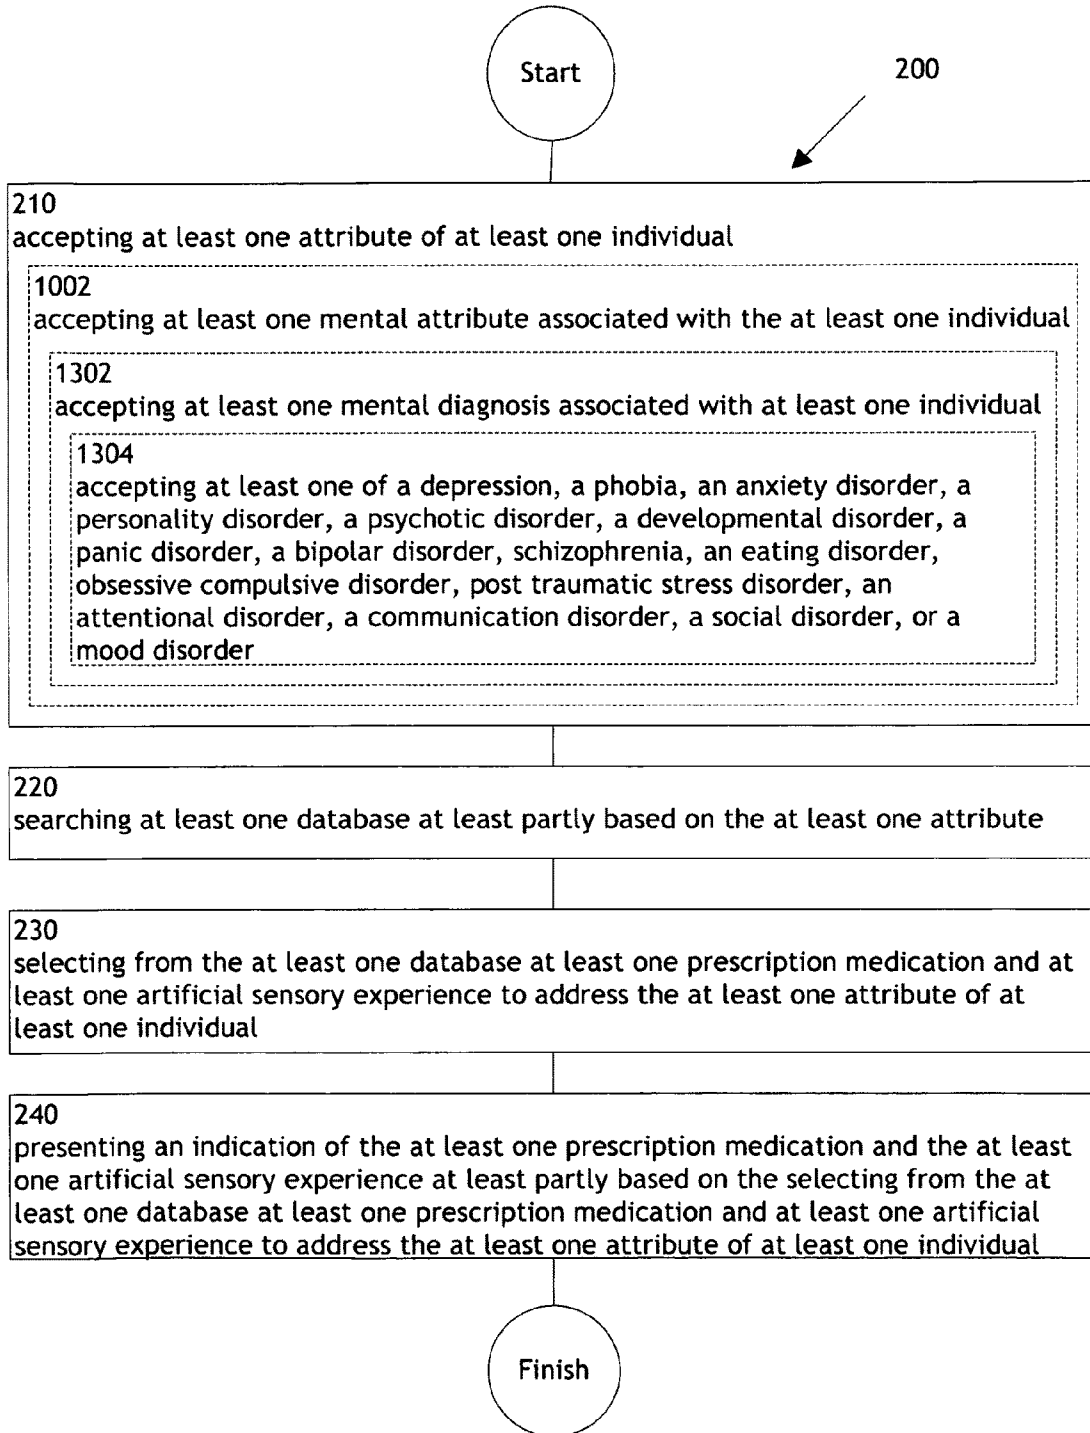 Start
200
210
accepting at least one attribute of at least one individual
1002
accepting at least one mental attribute associated with the at least one individual
1302
accepting at least one mental diagnosis associated with at least one individual
1304
accepting at least one of a depression, a phobia, an anxiety disorder, a
personality disorder, a psychotic disorder, a developmental disorder, a
panic disorder, a bipolar disorder, schizophrenia, an eating disorder,
obsessive compulsive disorder, post traumatic stress disorder, an
attentional disorder, a communication disorder, a social disorder, or a
mood disorder
220
searching at least one database at least partly based on the at least one attribute
230
selecting from the at least one database at least one prescription medication and at
least one artificial sensory experience to address the at least one attribute of at
least one individual
240
presenting an indication of the at least one prescription medication and the at least
one artificial sensory experience at least partly based on the selecting from the at
least one database at least one prescription medication and at least one artificial
sensory experience to address the at least one attribute of at least one individual
Finish